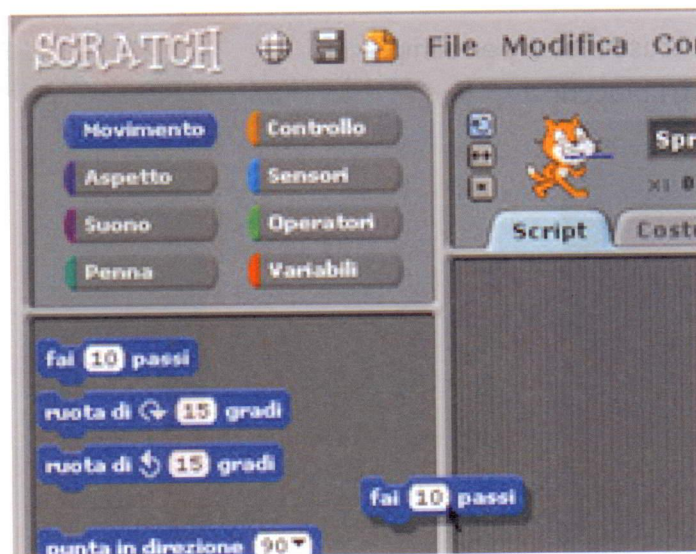 SCRATCH File Modifica
Movimento Controllo
Aspetto Sensori
Suono Operatori
Penna Variabili
x: 0
Script
fai 10 passi
ruota di 15 gradi
ruota di 15 gradi
fai 10 passi
punta in direzione 90